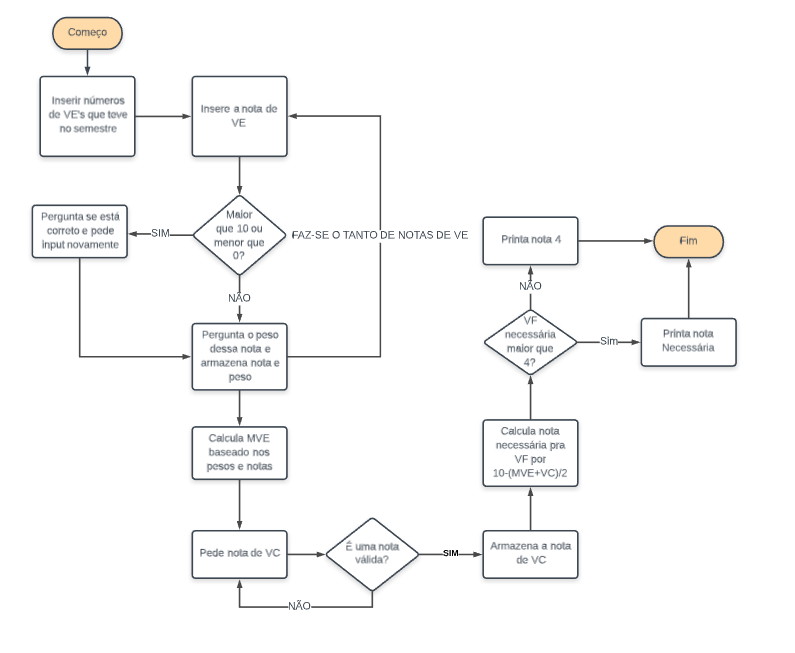 Começo
Inserir números
de VE's que teve
no semestre
Insere a nota de
VE
Maior
que 10 ou
menor que
0?
SIM
Pergunta se está
correto e pede
input novamente
FAZ-SE O TANTO DE NOTAS DE VE
NÃO
Pergunta o peso
dessa nota e
armazena nota e
peso
Calcula MVE
baseado nos
pesos e notas
Pede nota de VC
É uma nota
válida?
NÃO
SIM
Armazena a nota
de VC
Calcula nota
necessária pra
VF por
10-(MVE+VC)/2
VF
necessária
maior que
4?
NÃO
Printa nota 4
Sim
Printa nota
Necessária
Fim